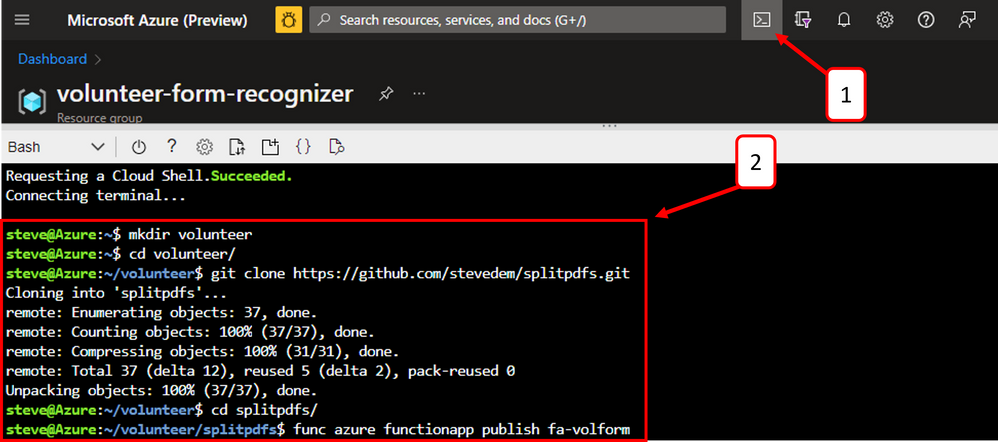 Microsoft Azure (Preview)
Search resources, services, and docs (G+/)
Dashboard >
1
volunteer-form-recognizer
...
Resource group
Bash
?
{}
2
Requesting a Cloud Shell.Succeeded.
Connecting terminal...
steve@Azure:~$ mkdir volunteer
steve@Azure:~$ cd volunteer/
steve@Azure:~/volunteer$ git clone https://github.com/stevedem/splitpdfs.git
Cloning into 'splitpdfs'...
remote: Enumerating objects: 37, done.
remote: Counting objects: 100% (37/37), done.
remote: Compressing objects: 100% (31/31), done.
remote: Total 37 (delta 12), reused 5 (delta 2), pack-reused 0
Unpacking objects: 100% (37/37), done.
steve@Azure:~/volunteer$ cd splitpdfs/
steve@Azure:~/volunteer/splitpdfs$ func azure functionapp publish fa-volform